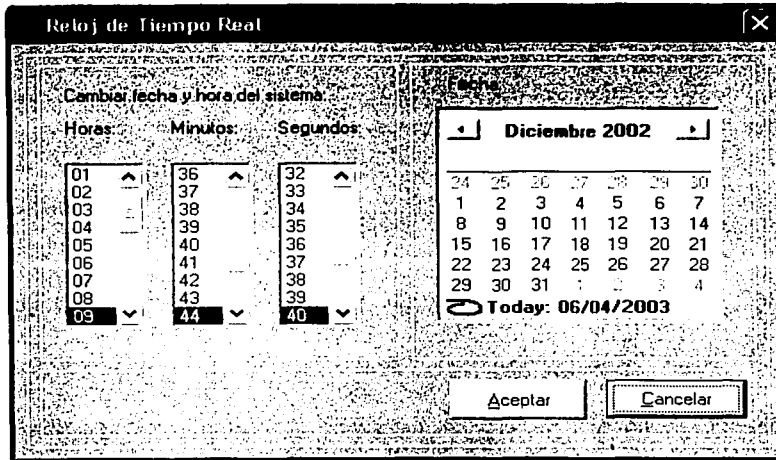 Reloj de Tiempo Real
Cambiar fecha y hora del sistema:
Horas: Minutos: Segundos:
01 36 32
02 37 33
03 38 34
04 39 35
05 40 36
06 41 37
07 42 38
08 43 39
09 44 40
Fecha
Diciembre 2002
24 25 26 27 28 29 30
1 2 3 4 5 6 7
8 9 10 11 12 13 14
15 16 17 18 19 20 21
22 23 24 25 26 27 28
29 30 31 1 2 3 4
Today: 06/04/2003
Aceptar Cancelar